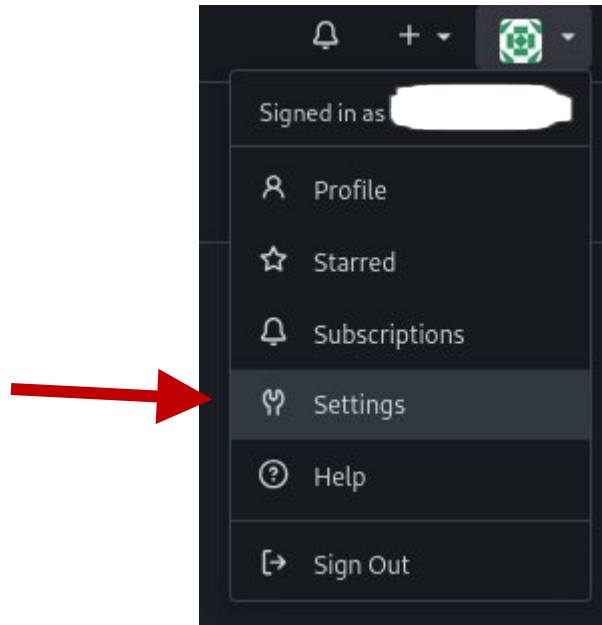 Signed in as
Profile
Starred
Subscriptions
Settings
Help
Sign Out